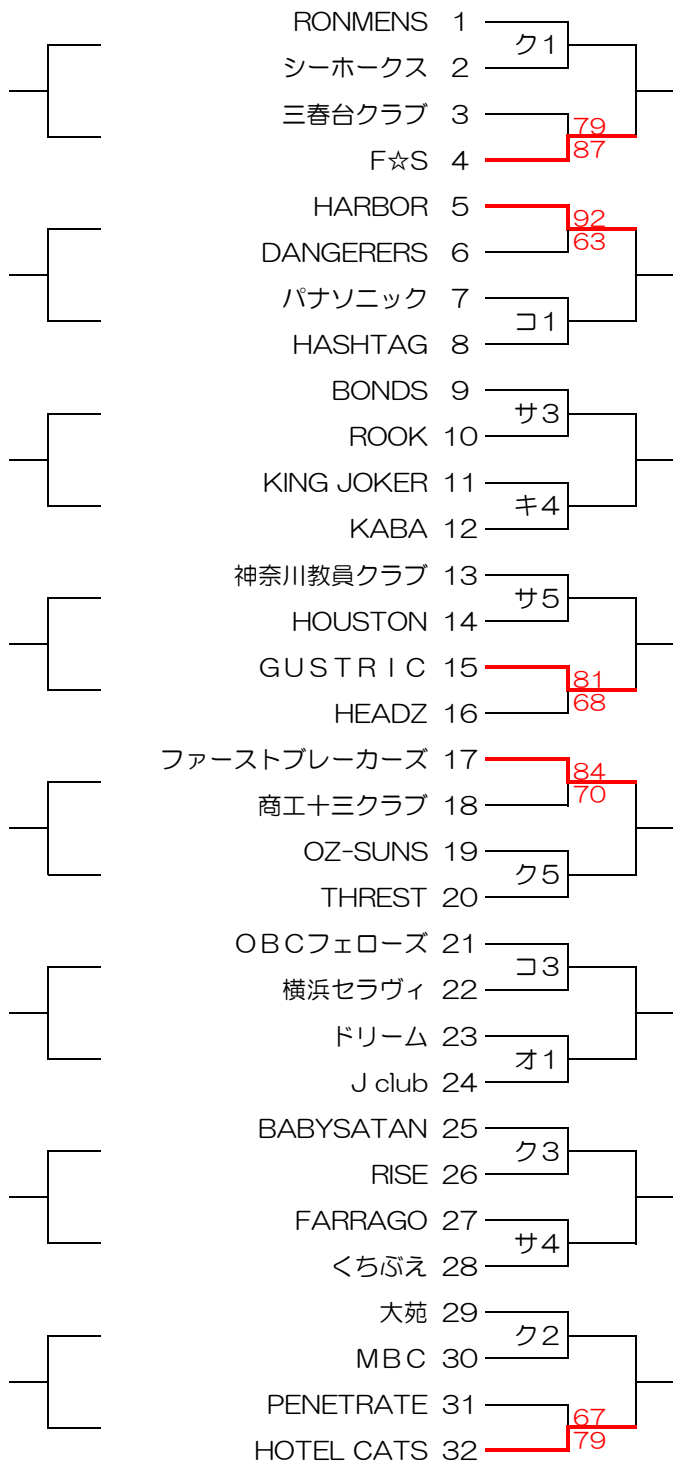 RONMENS 1
ク1
シーホークス 2
三春台クラブ 3
79
87
F☆S 4
HARBOR 5
92
63
DANGERERS 6
パナソニック 7
コ1
HASHTAG 8
BONDS 9
サ3
ROOK 10
KING JOKER 11
キ4
KABA 12
神奈川教員クラブ 13
サ5
HOUSTON 14
ＧＵＳＴＲＩＣ 15
81
68
HEADZ 16
ファーストブレーカーズ 17
84
70
商工十三クラブ 18
OZ-SUNS 19
ク5
THREST 20
ＯＢＣフェローズ 21
コ3
横浜セラヴィ 22
ドリーム 23
オ1
J club 24
BABYSATAN 25
ク3
RISE 26
FARRAGO 27
サ4
くちぶえ 28
大苑 29
ク2
ＭＢＣ 30
PENETRATE 31
67
79
HOTEL CATS 32